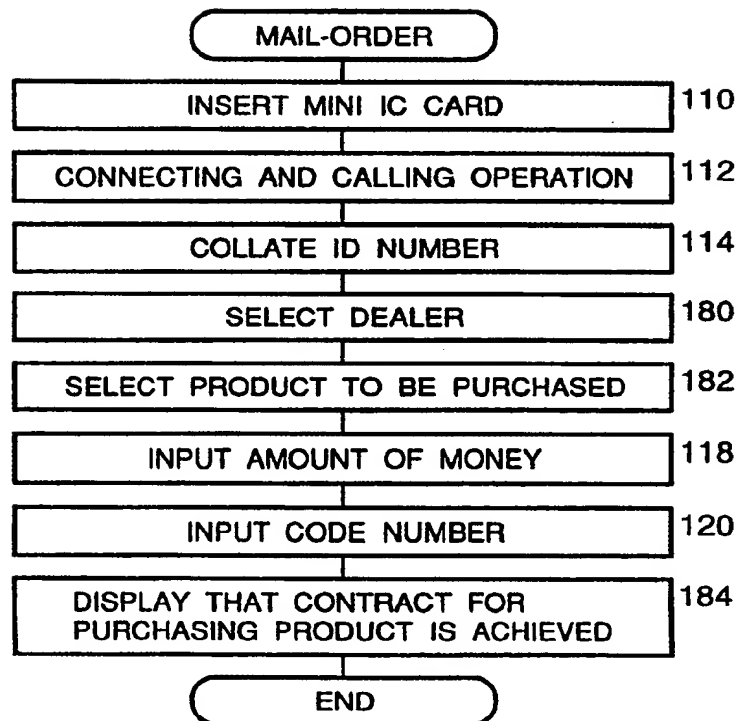 MAIL-ORDER
INSERT MINI IC CARD 110
CONNECTING AND CALLING OPERATION 112
COLLATE ID NUMBER 114
SELECT DEALER 180
SELECT PRODUCT TO BE PURCHASED 182
INPUT AMOUNT OF MONEY 118
INPUT CODE NUMBER 120
DISPLAY THAT CONTRACT FOR 184
PURCHASING PRODUCT IS ACHIEVED
END